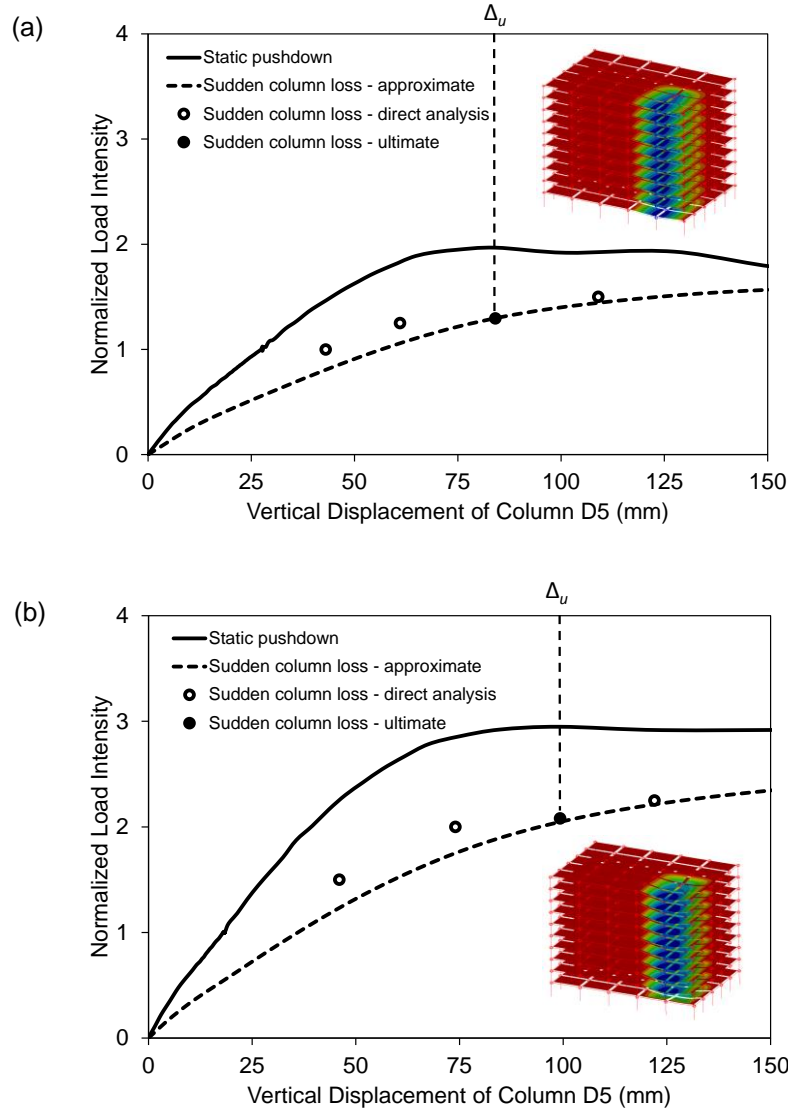 (a)
Δu
4
3
2
1
0
Normalized Load Intensity
Static pushdown
Sudden column loss - approximate
Sudden column loss - direct analysis
Sudden column loss - ultimate
0 25 50 75 100 125 150
Vertical Displacement of Column D5 (mm)
(b)
Δu
4
3
2
1
0
Normalized Load Intensity
Static pushdown
Sudden column loss - approximate
Sudden column loss - direct analysis
Sudden column loss - ultimate
0 25 50 75 100 125 150
Vertical Displacement of Column D5 (mm)